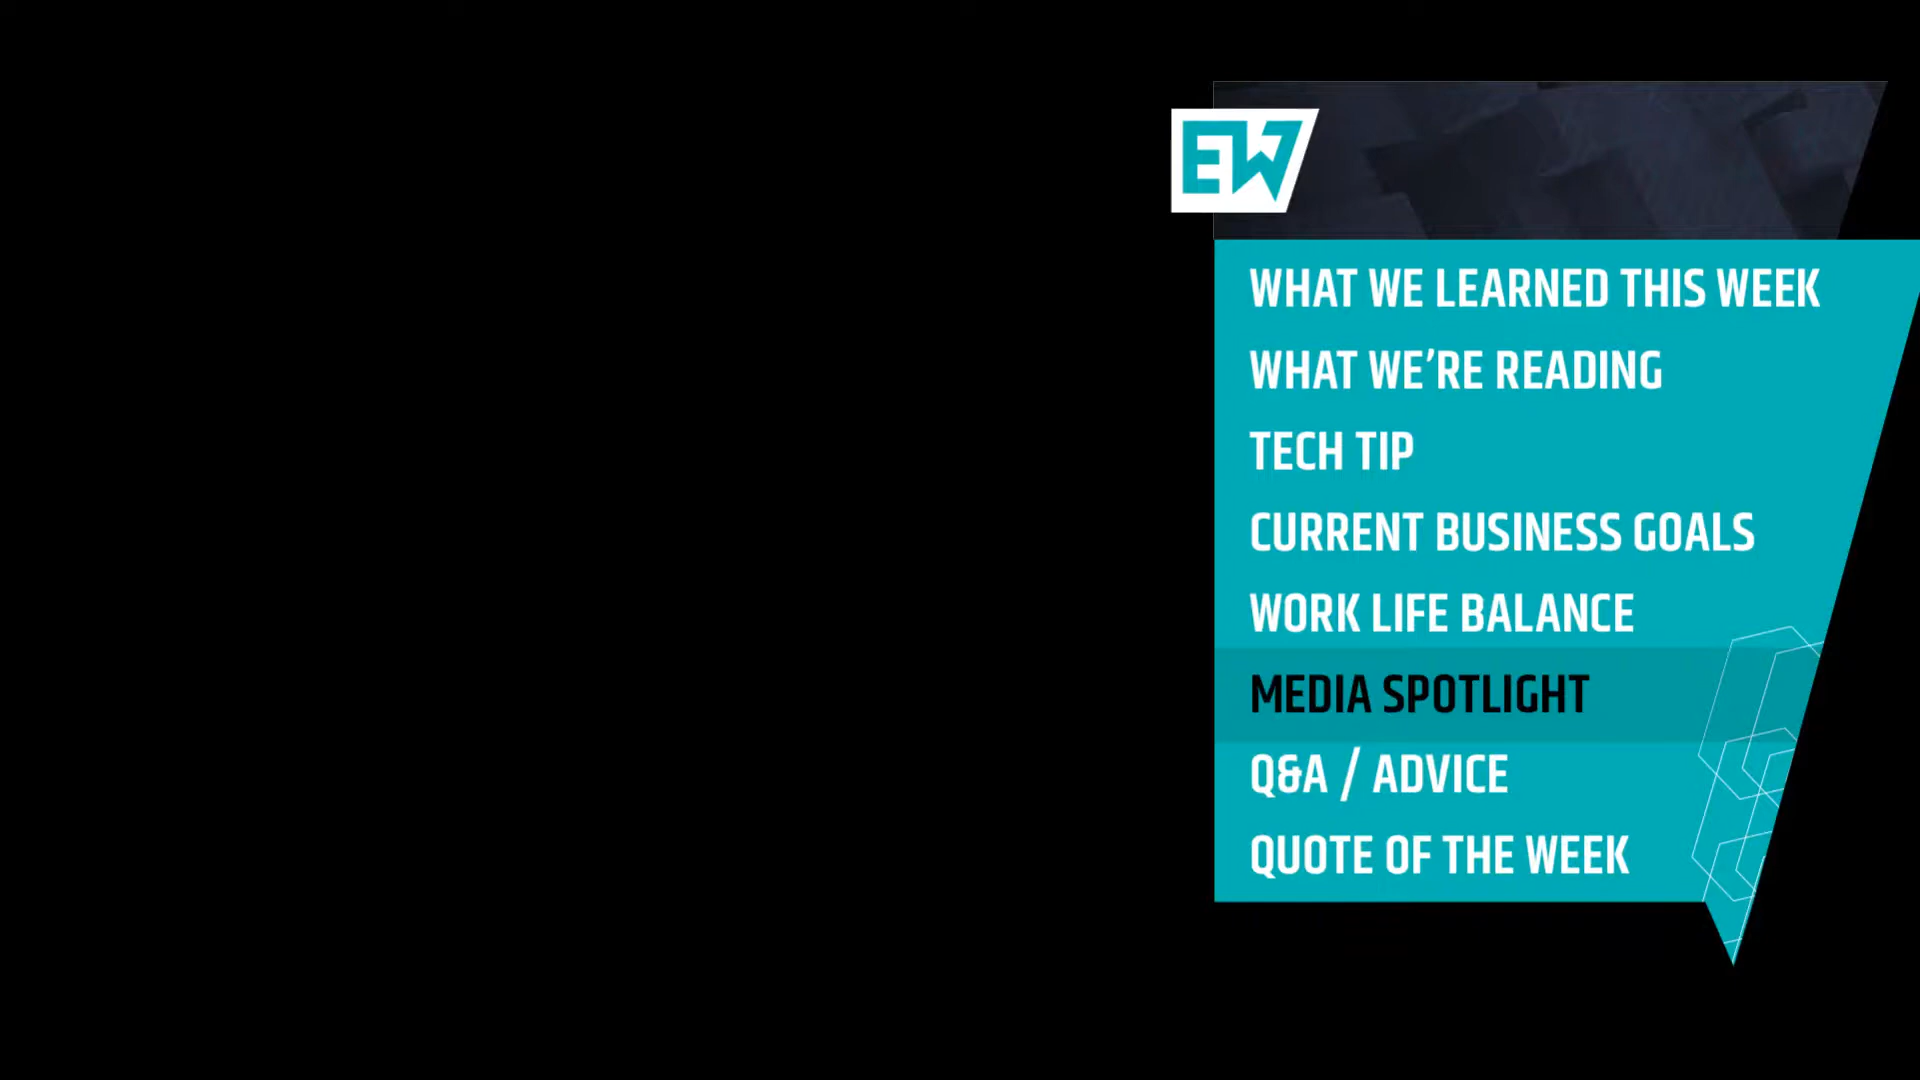 EW
WHAT WE LEARNED THIS WEEK
WHAT WE’RE READING
TECH TIP
CURRENT BUSINESS GOALS
WORK LIFE BALANCE
MEDIA SPOTLIGHT
Q&A / ADVICE
QUOTE OF THE WEEK